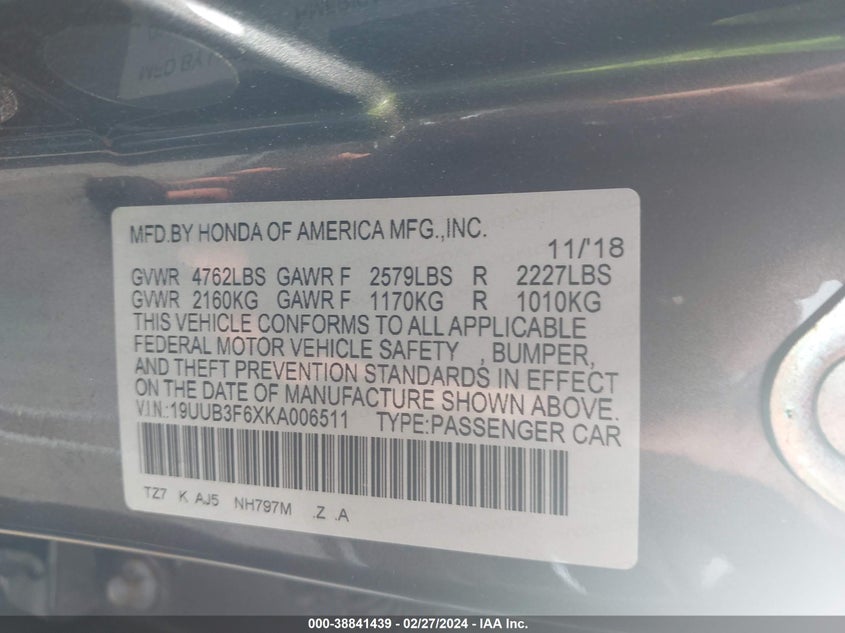 MFD.BY HONDA OF AMERICA MFG.,INC.
11/'18
GVWR 4762LBS GAWR F 2579LBS R 2227LBS
GVWR 2160KG GAWR F 1170KG R 1010KG
THIS VEHICLE CONFORMS TO ALL APPLICABLE
FEDERAL MOTOR VEHICLE SAFETY , BUMPER,
AND THEFT PREVENTION STANDARDS IN EFFECT
ON THE DATE OF MANUFACTURE SHOWN ABOVE.
V.I.N.:19UUB3F6XKA006511 TYPE:PASSENGER CAR
TZ7 K AJ5 NH797M .Z .A
000-38841439 - 02/27/2024 - IAA Inc.